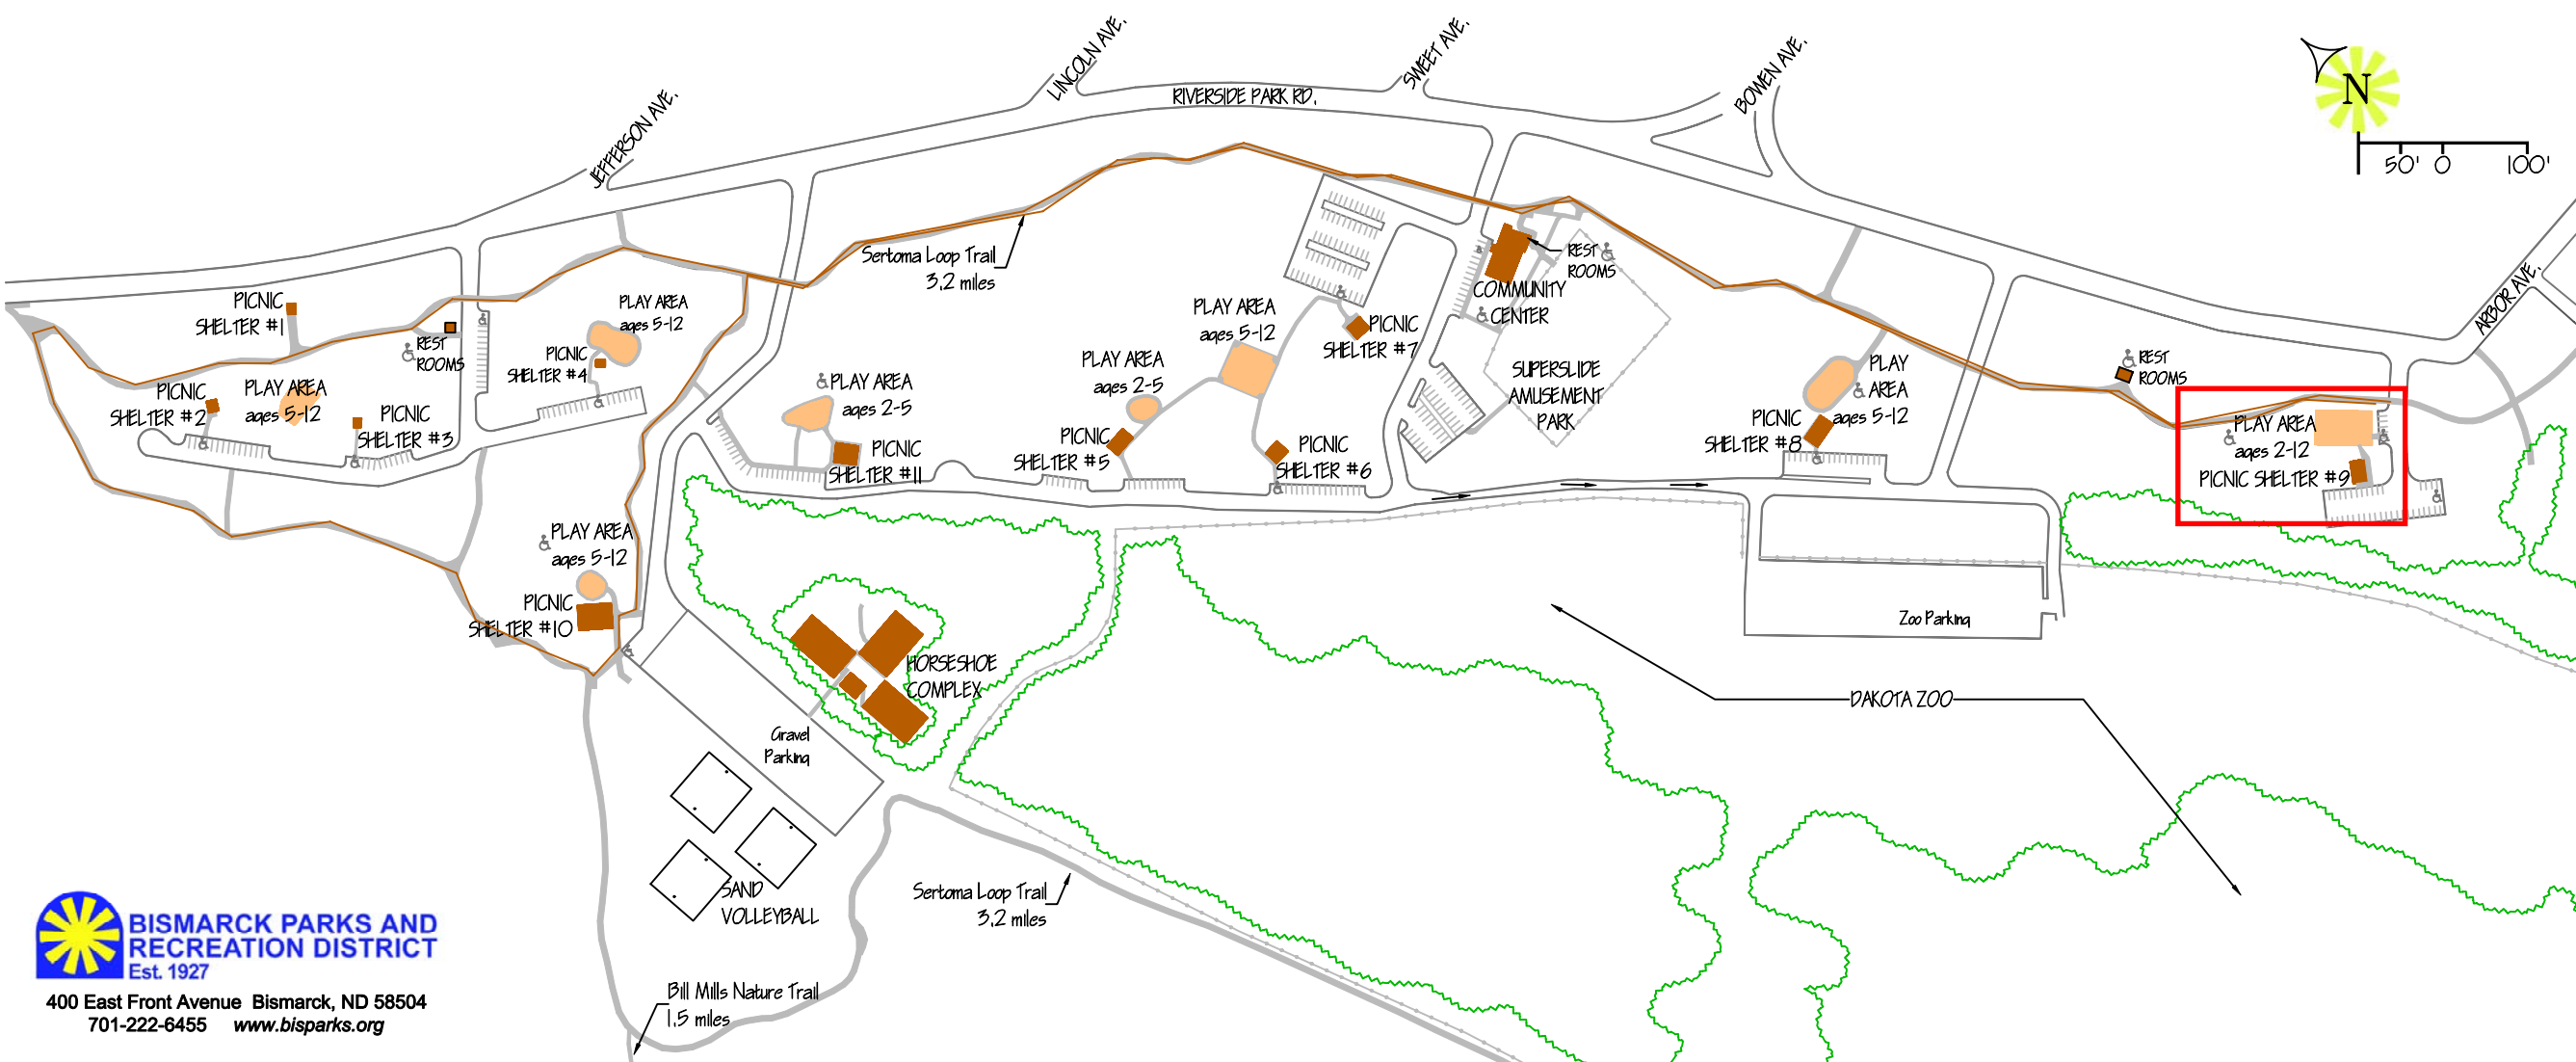 LINCOLN AVE.
SWEET AVE.
BOWEN AVE.
JEFFERSON AVE.
RIVERSIDE PARK RD.
N
50' 0 100'
ARBOR AVE.
Sertoma Loop Trail
3.2 miles
REST
ROOMS
COMMUNITY
CENTER
PICNIC
SHELTER #1
PLAY AREA
ages 5-12
REST
ROOMS
PICNIC
SHELTER #4
PICNIC
SHELTER #2
PLAY AREA
ages 5-12
PICNIC
SHELTER #3
PLAY AREA
ages 2-5
PICNIC
SHELTER #11
PLAY AREA
ages 2-5
PICNIC
SHELTER #5
PLAY AREA
ages 5-12
PICNIC
SHELTER #7
PICNIC
SHELTER #6
SUPERSLIDE
AMUSEMENT
PARK
PLAY
AREA
ages 5-12
PICNIC
SHELTER #8
REST
ROOMS
PLAY AREA
ages 2-12
PICNIC SHELTER #9
PLAY AREA
ages 5-12
PICNIC
SHELTER #10
HORSESHOE
COMPLEX
Gravel
Parking
Zoo Parking
DAKOTA ZOO
SAND
VOLLEYBALL
Sertoma Loop Trail
3.2 miles
Bill Mills Nature Trail
1.5 miles
BISMARCK PARKS AND
RECREATION DISTRICT
Est. 1927
400 East Front Avenue Bismarck, ND 58504
701-222-6455 www.bisparks.org